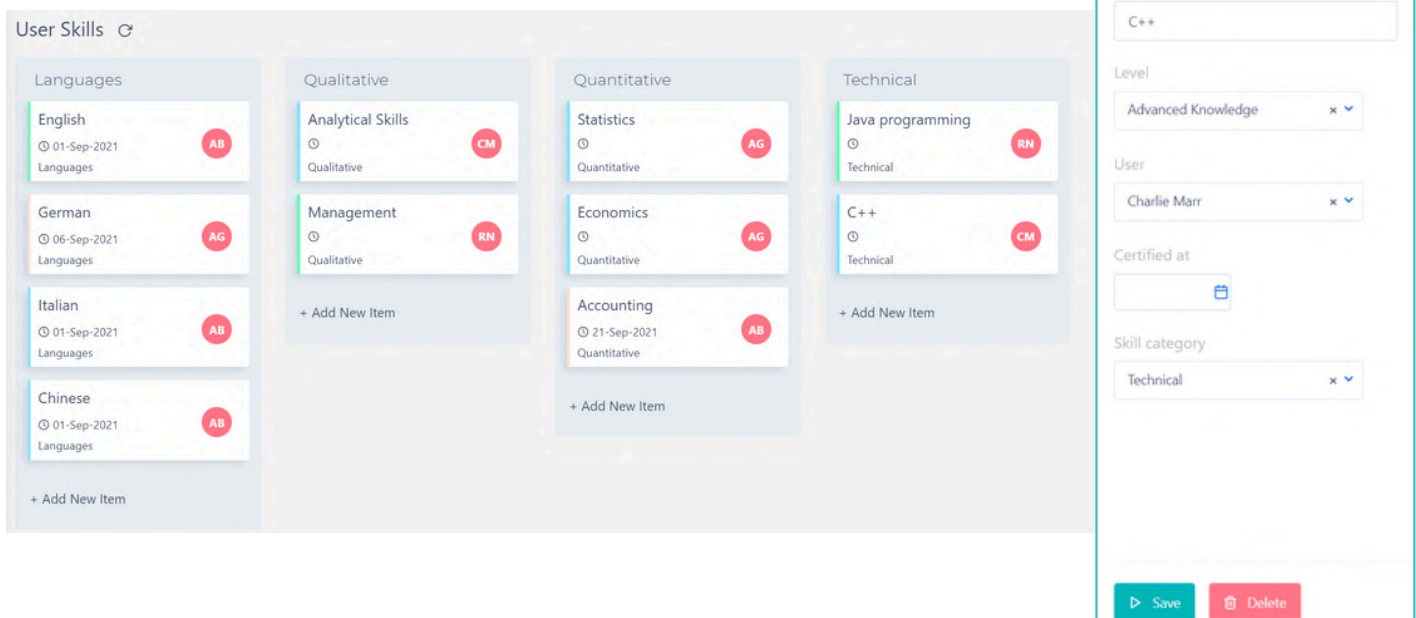 User Skills
Languages
English
01-Sep-2021
AB
Languages
German
06-Sep-2021
AG
Languages
Italian
01-Sep-2021
AB
Languages
Chinese
01-Sep-2021
AB
Languages
+ Add New Item
Qualitative
Analytical Skills
CM
Qualitative
Management
RN
Qualitative
+ Add New Item
Quantitative
Statistics
AG
Quantitative
Economics
AG
Quantitative
Accounting
21-Sep-2021
AB
Quantitative
+ Add New Item
Technical
Java programming
RN
Technical
C++
CM
Technical
+ Add New Item
C++
Level
Advanced Knowledge
User
Charlie Marr
Certified at
Skill category
Technical
Save
Delete